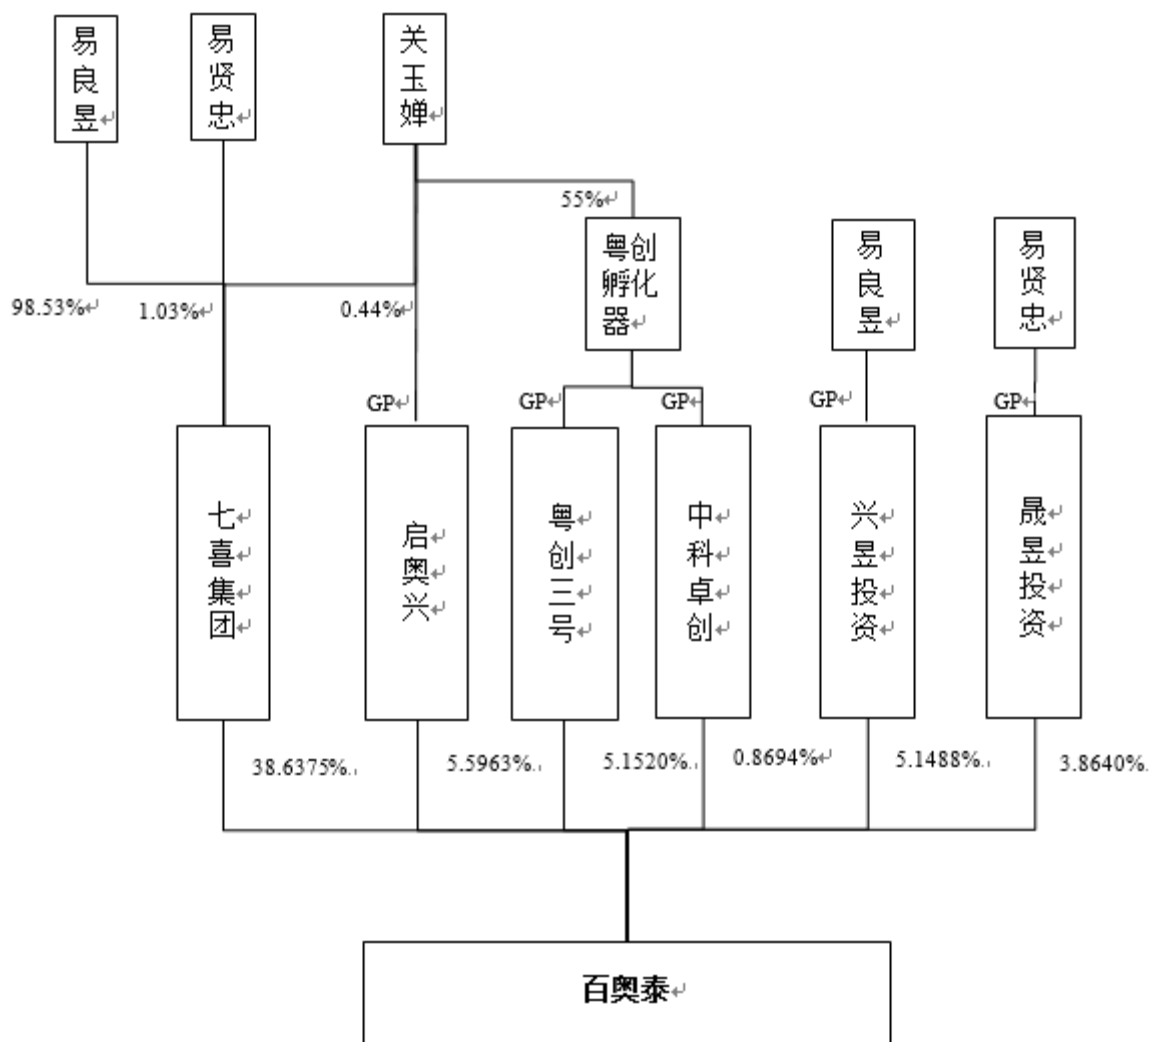 易良昱
易贤忠
关玉婵
55%
粤创
孵化
器
易良昱
易贤忠
98.53%
1.03%
0.44%
GP
GP
GP
GP
GP
七喜集团
启奥兴
粤创三号
中科卓创
兴昱投资
晟昱投资
38.6375%
5.5963%
5.1520%
0.8694%
5.1488%
3.8640%
百奥泰